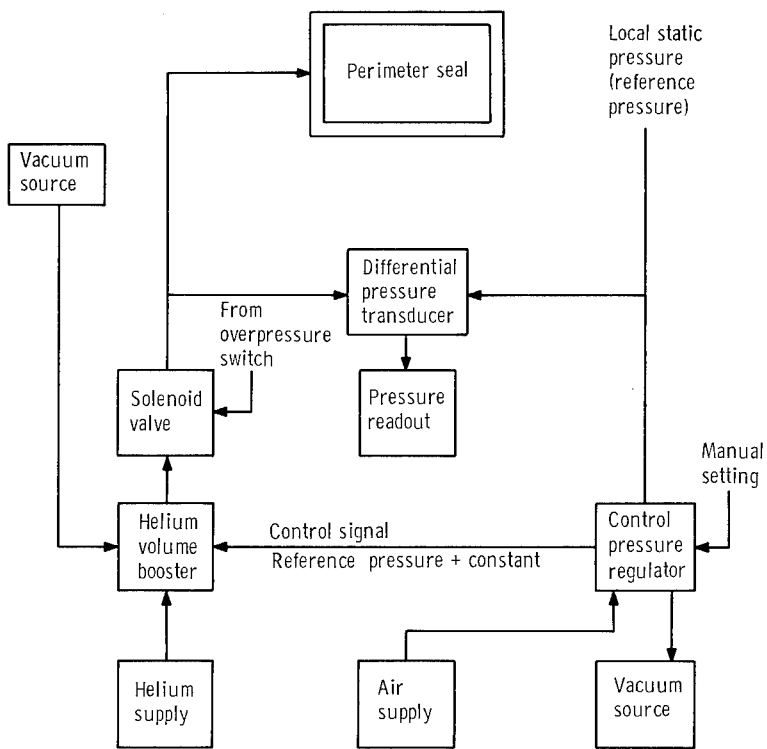 Perimeter seal
Local static
pressure
(reference
pressure)
Vacuum
source
Differential
pressure
transducer
From
overpressure
switch
Solenoid
valve
Pressure
readout
Manual
setting
Helium
volume
booster
Control signal
Reference pressure + constant
Control
pressure
regulator
Helium
supply
Air
supply
Vacuum
source